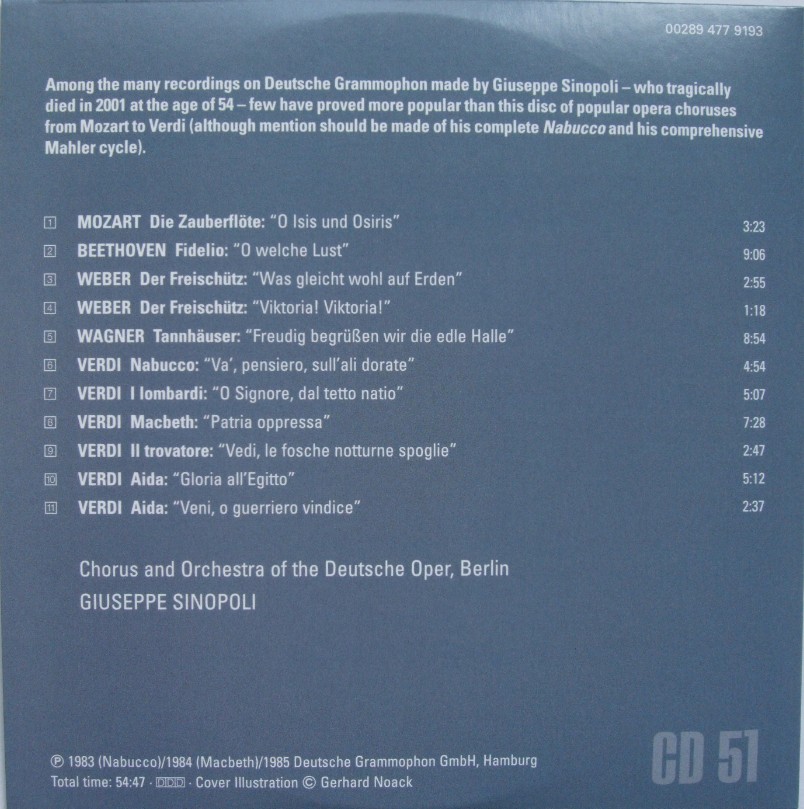 00289 477 9193
Among the many recordings on Deutsche Grammophon made by Giuseppe Sinopoli – who tragically
died in 2001 at the age of 54 – few have proved more popular than this disc of popular opera choruses
from Mozart to Verdi (although mention should be made of his complete Nabucco and his comprehensive
Mahler cycle).
1 MOZART Die Zauberflöte: “O Isis und Osiris” 3:23
2 BEETHOVEN Fidelio: “O welche Lust” 9:06
3 WEBER Der Freischütz: “Was gleicht wohl auf Erden” 2:55
4 WEBER Der Freischütz: “Viktoria! Viktoria!” 1:18
5 WAGNER Tannhäuser: “Freudig begrüßen wir die edle Halle” 8:54
6 VERDI Nabucco: “Va’, pensiero, sull’ali dorate” 4:54
7 VERDI I lombardi: “O Signore, dal tetto natio” 5:07
8 VERDI Macbeth: “Patria oppressa” 7:28
9 VERDI Il trovatore: “Vedi, le fosche notturne spoglie” 2:47
10 VERDI Aida: “Gloria all’Egitto” 5:12
11 VERDI Aida: “Veni, o guerriero vindice” 2:37
Chorus and Orchestra of the Deutsche Oper, Berlin
GIUSEPPE SINOPOLI
℗ 1983 (Nabucco)/1984 (Macbeth)/1985 Deutsche Grammophon GmbH, Hamburg
Total time: 54:47 · DDD · Cover Illustration © Gerhard Noack
CD 51